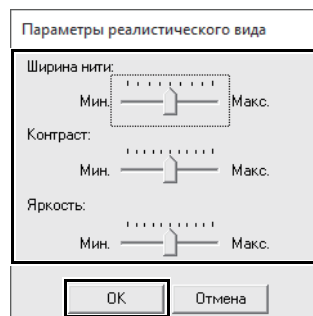 Параметры реалистического вида
Ширина нити:
Мин. Макс.
Контраст:
Мин. Макс.
Яркость:
Мин. Макс.
OK Отмена